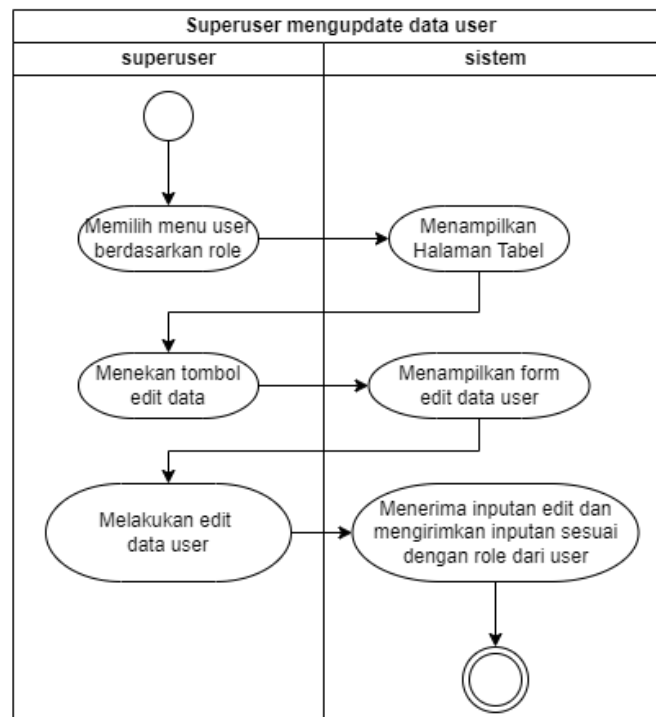 Superuser mengupdate data user
superuser
sistem
Memilih menu user
berdasarkan role
Menampilkan
Halaman Tabel
Menekan tombol
edit data
Menampilkan form
edit data user
Melakukan edit
data user
Menerima inputan edit dan
mengirimkan inputan sesuai
dengan role dari user